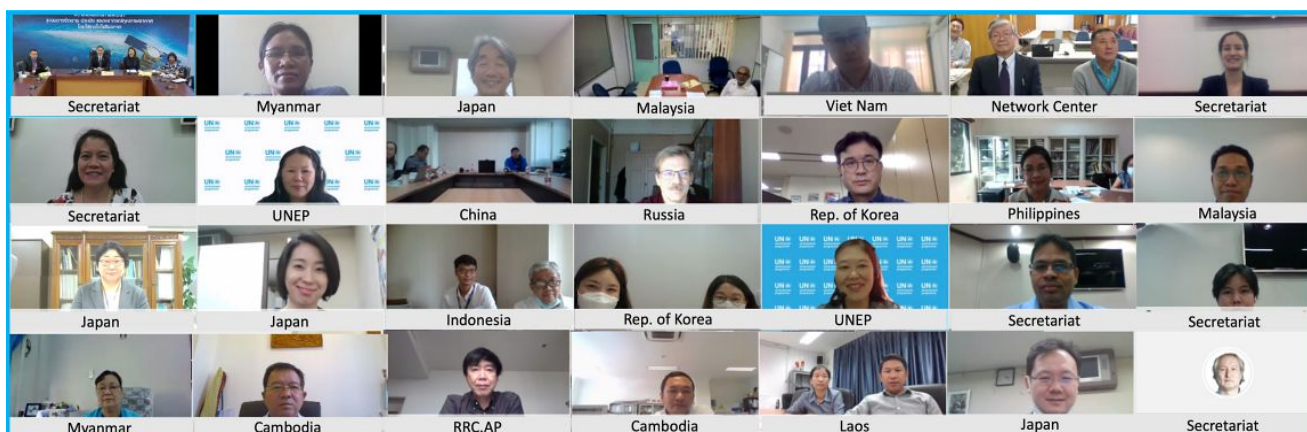 Secretariat
Myanmar
Japan
Malaysia
Viet Nam
Network Center
Secretariat
Secretariat
UNEP
China
Russia
Rep. of Korea
Philippines
Malaysia
Japan
Japan
Indonesia
Rep. of Korea
UNEP
Secretariat
Secretariat
Myanmar
Cambodia
RRC.AP
Cambodia
Laos
Japan
Secretariat